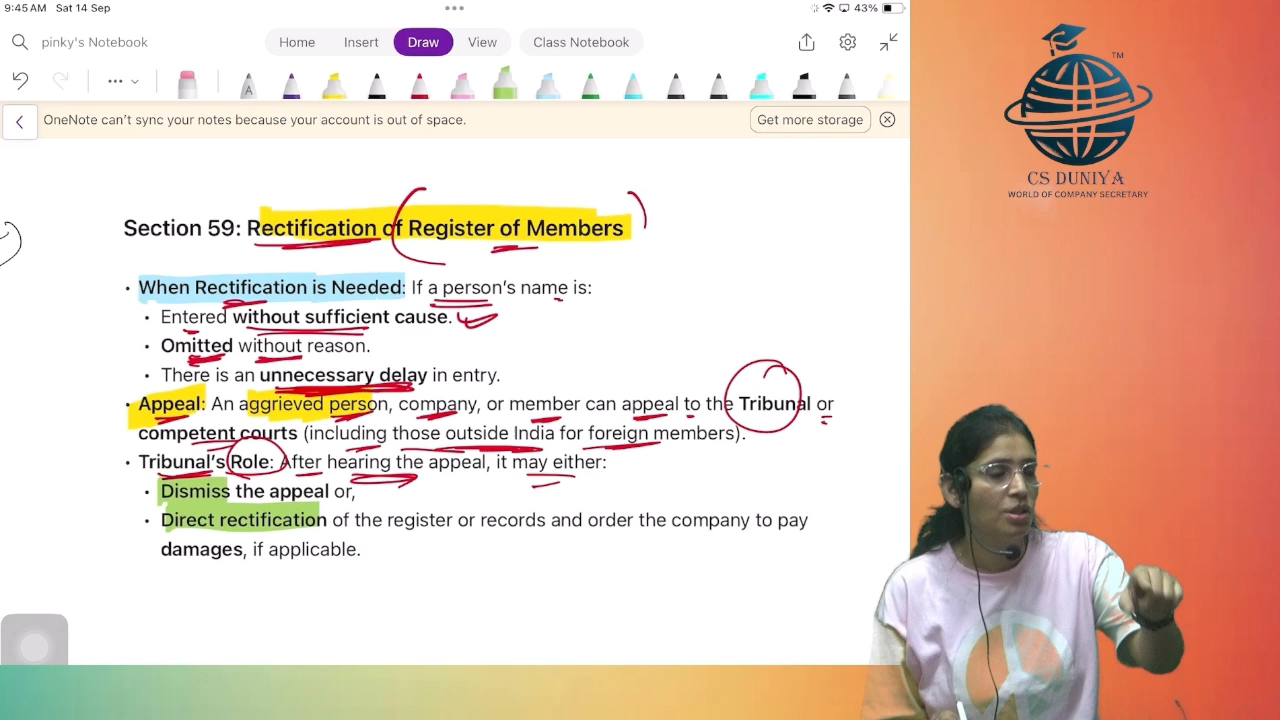 9:45 AM Sat 14 Sep
43%
pinky's Notebook
Home Insert Draw View Class Notebook
A
OneNote can't sync your notes because your account is out of space.
Get more storage
TM
CS DUNIYA
WORLD OF COMPANY SECRETARY
Section 59: Rectification of Register of Members
• When Rectification is Needed: If a person's name is:
• Entered without sufficient cause.
• Omitted without reason.
• There is an unnecessary delay in entry.
• Appeal: An aggrieved person, company, or member can appeal to the Tribunal or
competent courts (including those outside India for foreign members).
• Tribunal's Role: After hearing the appeal, it may either:
• Dismiss the appeal or,
• Direct rectification of the register or records and order the company to pay
damages, if applicable.